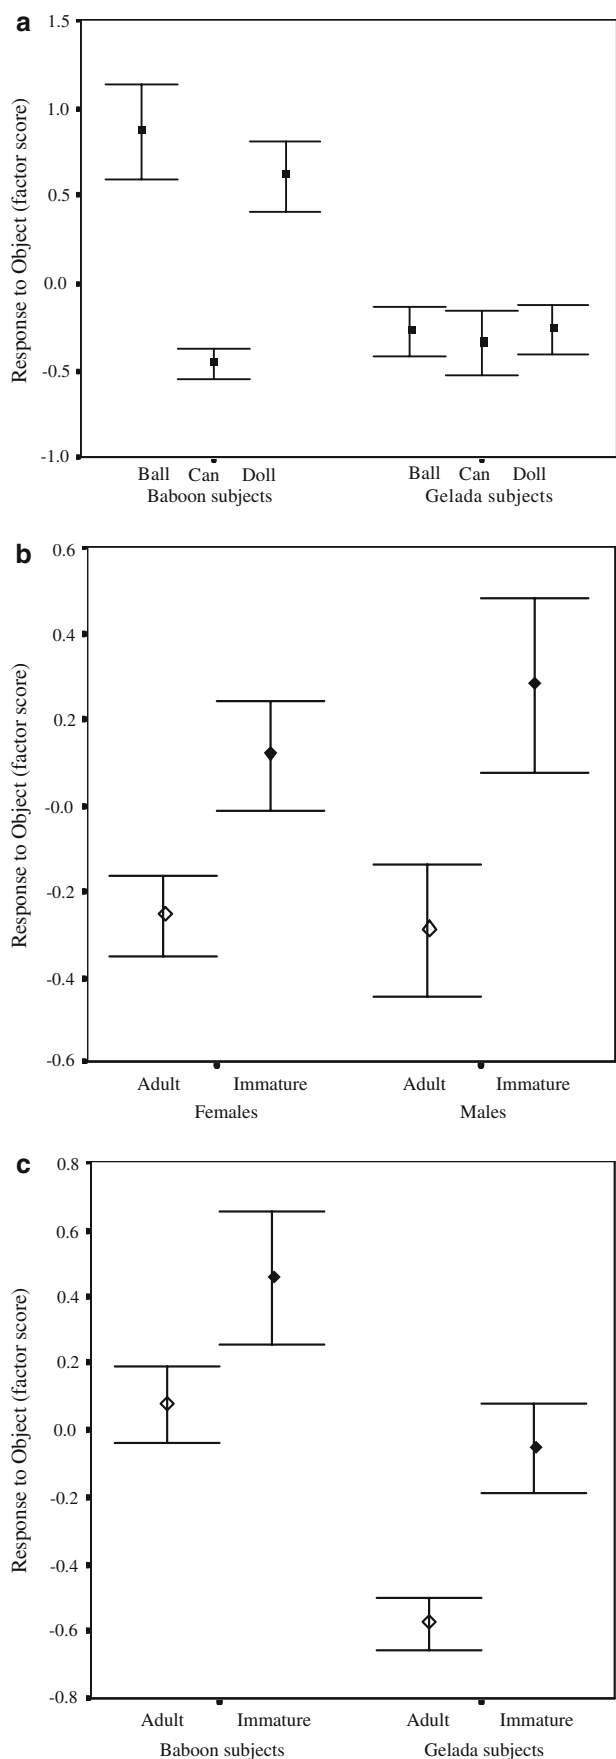 a
Response to Object (factor score)
1.5
1.0
0.5
0.0
-0.5
-1.0
Ball Can Doll Ball Can Doll
Baboon subjects Gelada subjects
b
Response to Object (factor score)
0.6
0.4
0.2
-0.0
-0.2
-0.4
-0.6
Adult Immature Adult Immature
Females Males
c
Response to Object (factor score)
0.8
0.6
0.4
0.2
0.0
-0.2
-0.4
-0.6
-0.8
Adult Immature Adult Immature
Baboon subjects Gelada subjects